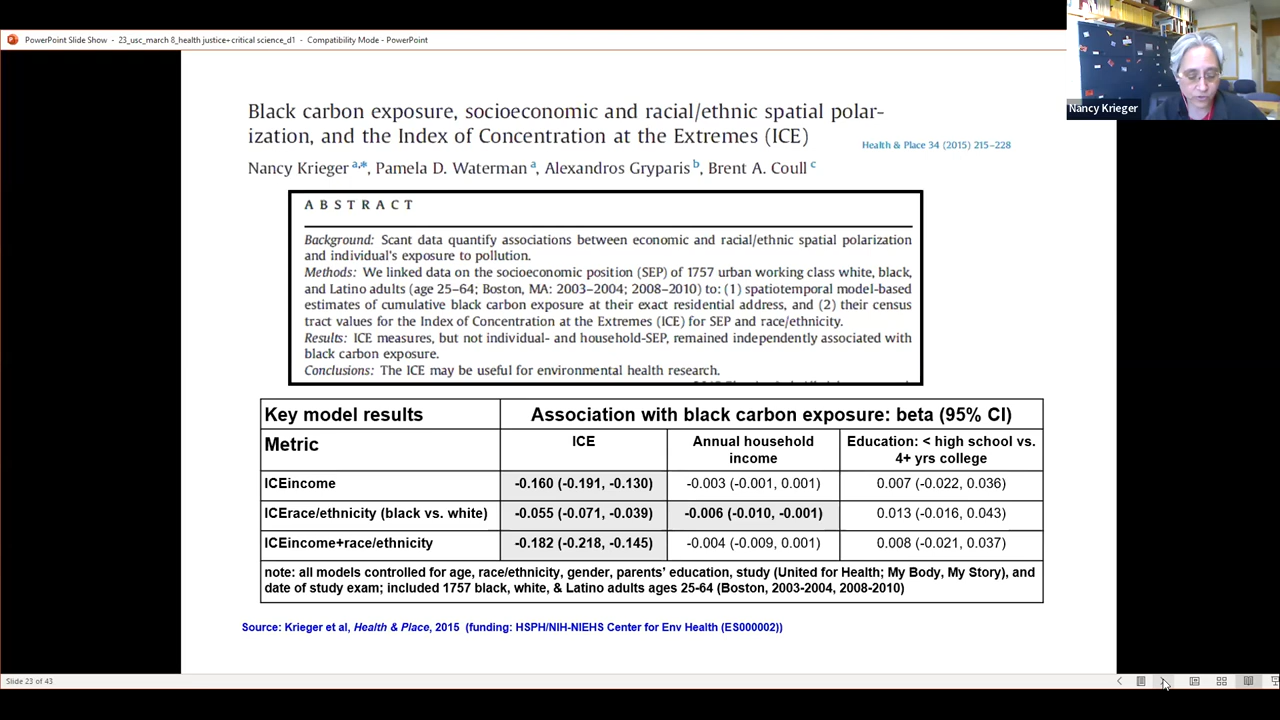 PowerPoint Slide Show - 23_usc_march 8_health justice+critical science_d1 - Compatibility Mode - PowerPoint
Nancy Krieger
Black carbon exposure, socioeconomic and racial/ethnic spatial polar-
ization, and the Index of Concentration at the Extremes (ICE)
Health & Place 34 (2015) 215–228
Nancy Krieger a,*, Pamela D. Waterman a, Alexandros Gryparis b, Brent A. Coull c
ABSTRACT
Background: Scant data quantify associations between economic and racial/ethnic spatial polarization
and individual's exposure to pollution.
Methods: We linked data on the socioeconomic position (SEP) of 1757 urban working class white, black,
and Latino adults (age 25–64; Boston, MA: 2003–2004; 2008–2010) to: (1) spatiotemporal model-based
estimates of cumulative black carbon exposure at their exact residential address, and (2) their census
tract values for the Index of Concentration at the Extremes (ICE) for SEP and race/ethnicity.
Results: ICE measures, but not individual- and household-SEP, remained independently associated with
black carbon exposure.
Conclusions: The ICE may be useful for environmental health research.
Key model results Association with black carbon exposure: beta (95% CI)
Metric ICE Annual household income Education: < high school vs. 4+ yrs college
ICEincome -0.160 (-0.191, -0.130) -0.003 (-0.001, 0.001) 0.007 (-0.022, 0.036)
ICErace/ethnicity (black vs. white) -0.055 (-0.071, -0.039) -0.006 (-0.010, -0.001) 0.013 (-0.016, 0.043)
ICEincome+race/ethnicity -0.182 (-0.218, -0.145) -0.004 (-0.009, 0.001) 0.008 (-0.021, 0.037)
note: all models controlled for age, race/ethnicity, gender, parents' education, study (United for Health; My Body, My Story), and
date of study exam; included 1757 black, white, & Latino adults ages 25-64 (Boston, 2003-2004, 2008-2010)
Source: Krieger et al, Health & Place, 2015 (funding: HSPH/NIH-NIEHS Center for Env Health (ES000002))
Slide 23 of 43